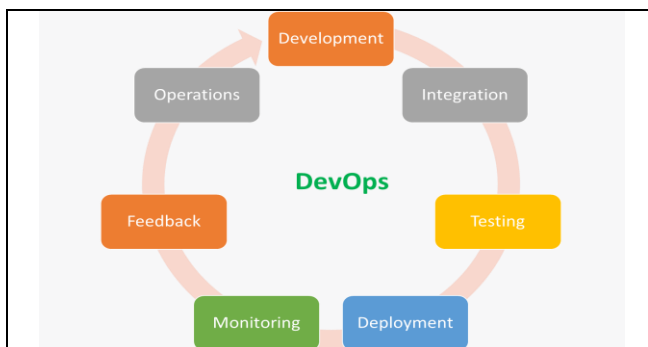 Development
Operations
Integration
DevOps
Feedback
Testing
Monitoring
Deployment